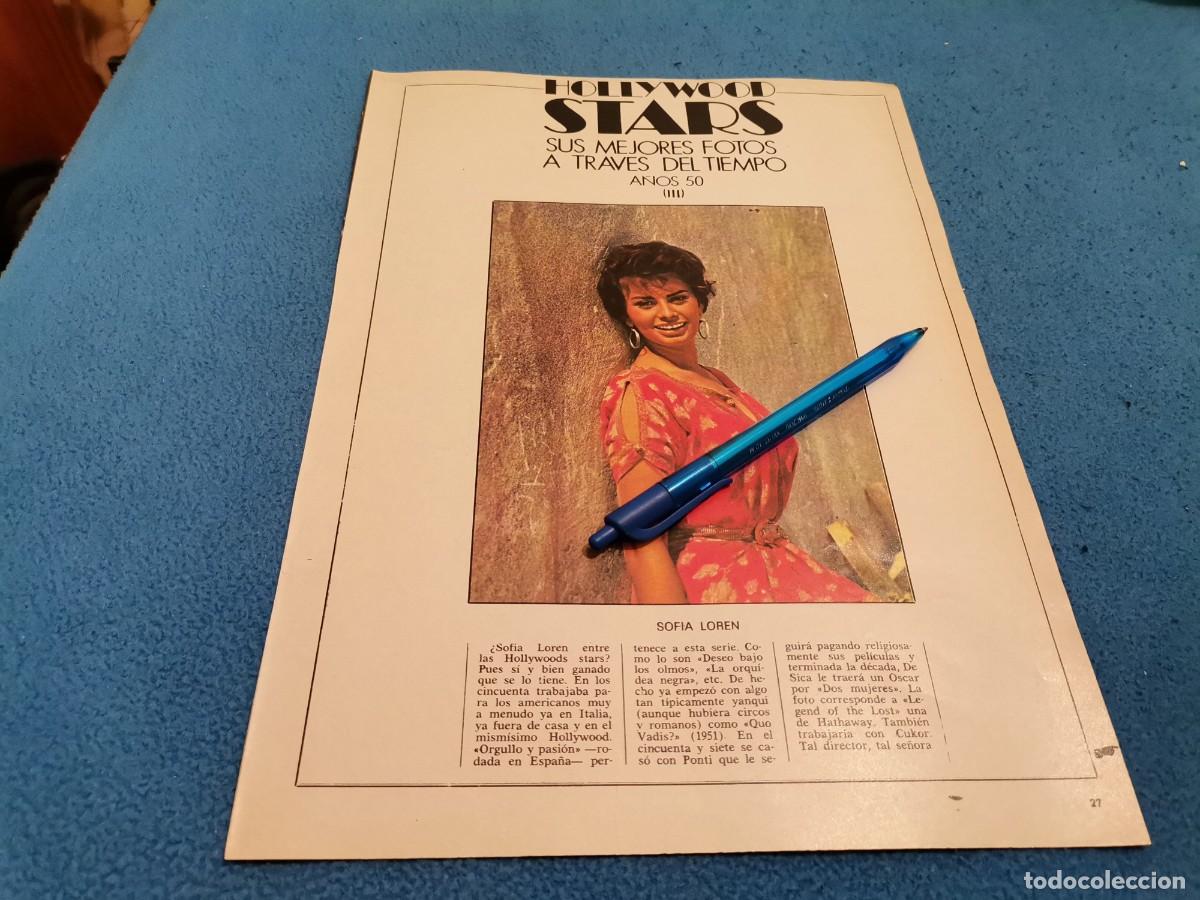 HOLLYWOOD
STARS
SUS MEJORES FOTOS
A TRAVES DEL TIEMPO
AÑOS 50
(III)
SOFIA LOREN
¿Sofia Loren entre
las Hollywoods stars?
Pues sí y bien ganado
que se lo tiene. En los
cincuenta trabajaba pa-
ra los americanos muy
a menudo ya en Italia,
ya fuera de casa y en el
mismísimo Hollywood.
«Orgullo y pasión» —ro-
dada en España— per-
tenece a esta serie. Co-
mo lo son «Deseo bajo
los olmos», «La orquí-
dea negra», etc. De he-
cho ya empezó con algo
tan típicamente yanqui
(aunque hubiera circos
y romanos) como «Quo
Vadis?» (1951). En el
cincuenta y siete se ca-
só con Ponti que le se-
guirá pagando religiosa-
mente sus películas y
terminada la década, De
Sica le traerá un Oscar
por «Dos mujeres». La
foto corresponde a «Le-
gend of the Lost» una
de Hathaway. También
trabajaría con Cukor.
Tal director, tal señora
27
todocoleccion